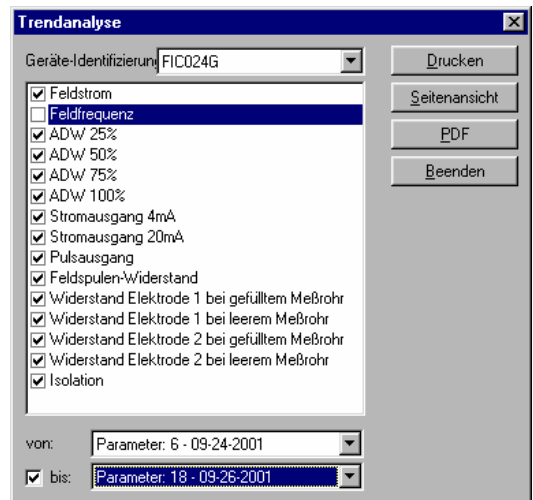 Trendanalyse
Geräte-Identifizierung FIC024G
Drucken
Seitenansicht
PDF
Beenden
Feldstrom
Feldfrequenz
ADW 25%
ADW 50%
ADW 75%
ADW 100%
Stromausgang 4mA
Stromausgang 20mA
Pulsausgang
Feldspulen-Widerstand
Widerstand Elektrode 1 bei gefülltem Meßrohr
Widerstand Elektrode 1 bei leerem Meßrohr
Widerstand Elektrode 2 bei gefülltem Meßrohr
Widerstand Elektrode 2 bei leerem Meßrohr
Isolation
von: Parameter: 6 - 09-24-2001
bis: Parameter: 18 - 09-26-2001